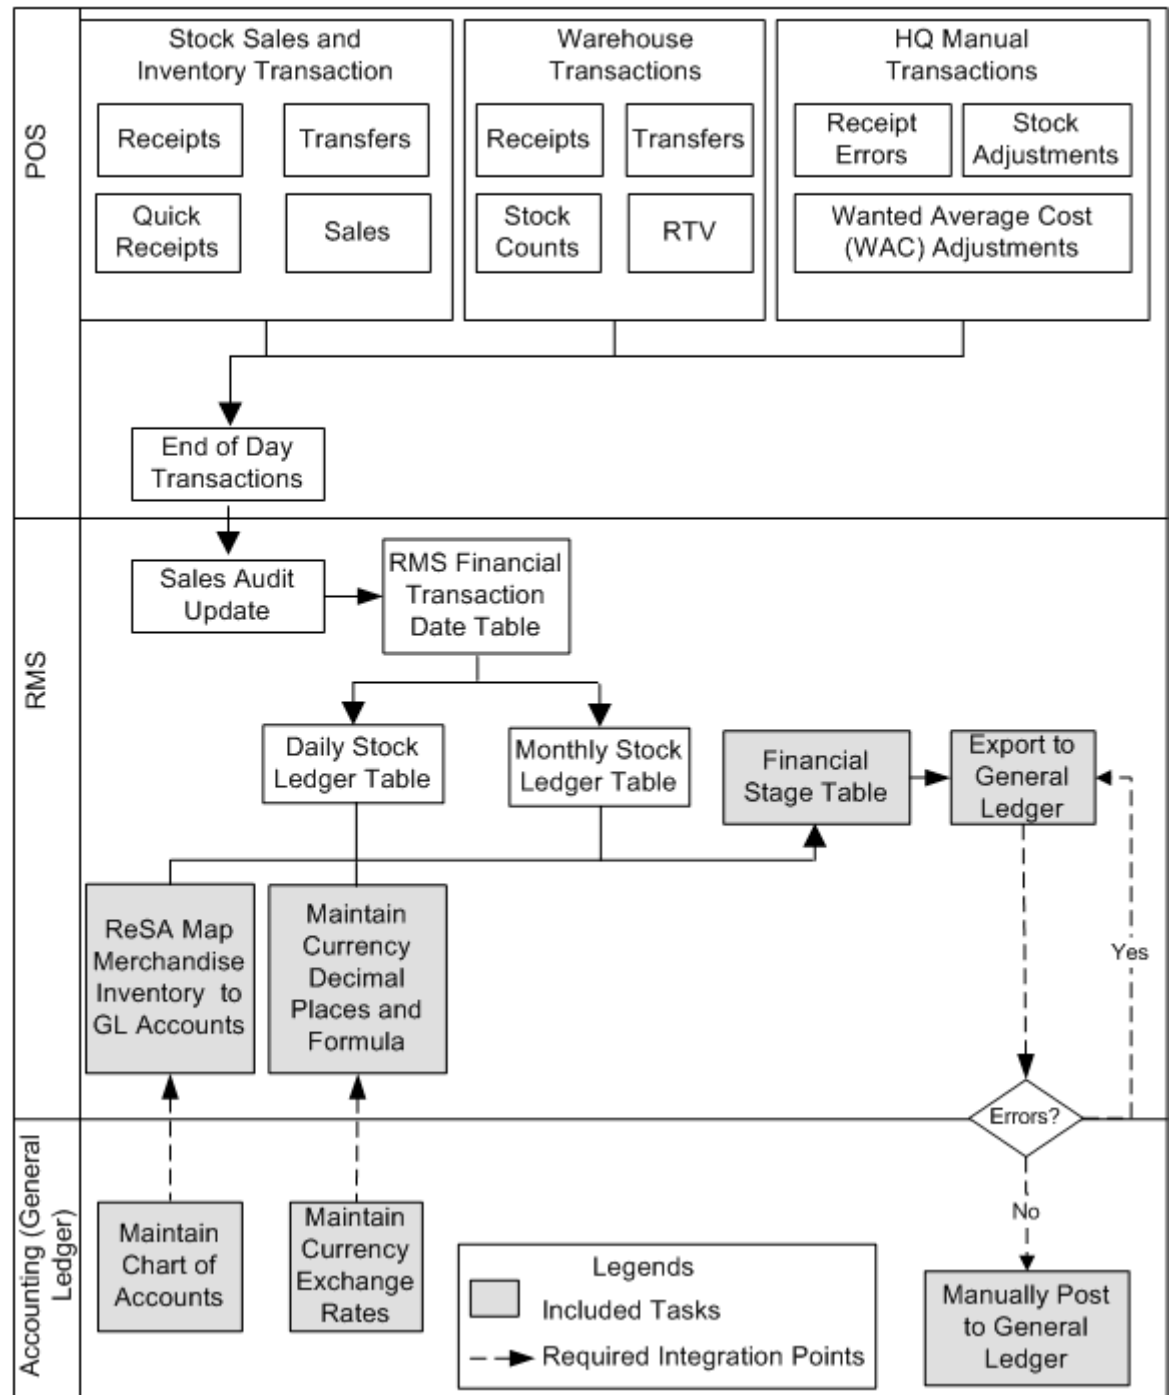 POS
Stock Sales and
Inventory Transaction
Receipts
Transfers
Quick
Receipts
Sales
Warehouse
Transactions
Receipts
Transfers
Stock
Counts
RTV
HQ Manual
Transactions
Receipt
Errors
Stock
Adjustments
Wanted Average Cost
(WAC) Adjustments
End of Day
Transactions
RMS
Sales Audit
Update
RMS Financial
Transaction
Date Table
Daily Stock
Ledger Table
Monthly Stock
Ledger Table
Financial
Stage Table
Export to
General
Ledger
ReSA Map
Merchandise
Inventory to
GL Accounts
Maintain
Currency
Decimal
Places and
Formula
Yes
Errors?
No
Accounting (General
Ledger)
Maintain
Chart of
Accounts
Maintain
Currency
Exchange
Rates
Legends
Included Tasks
Required Integration Points
Manually Post
to General
Ledger